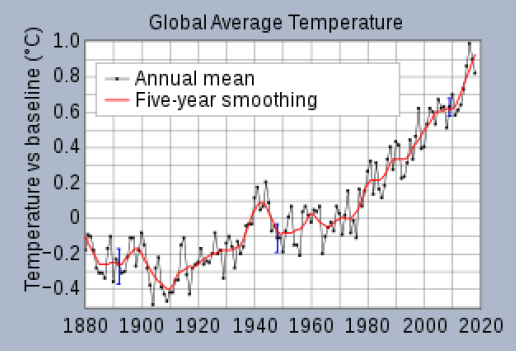 Global Average Temperature
Temperature vs baseline (°C)
1.0
0.8
0.6
0.4
0.2
0
−0.2
−0.4
Annual mean
Five-year smoothing
1880 1900 1920 1940 1960 1980 2000 2020